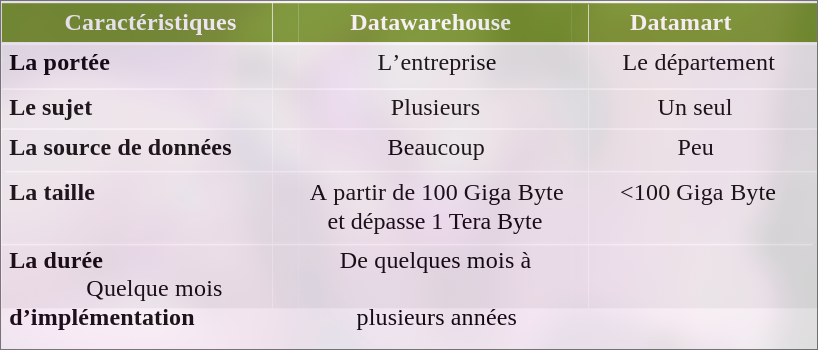 Caractéristiques Datawarehouse Datamart
La portée L’entreprise Le département
Le sujet Plusieurs Un seul
La source de données Beaucoup Peu
La taille A partir de 100 Giga Byte <100 Giga Byte
et dépasse 1 Tera Byte
La durée De quelques mois à
Quelque mois
d’implémentation plusieurs années